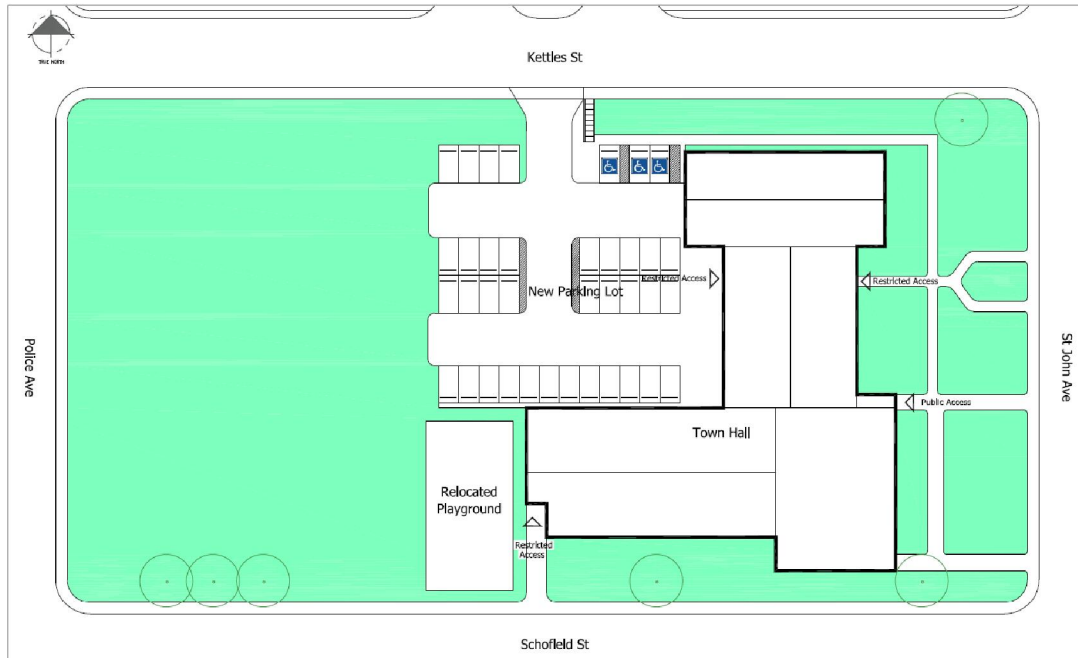 TRUE NORTH
Kettles St
Restricted Access
New Parking Lot
Restricted Access
Police Ave
St John Ave
Public Access
Town Hall
Relocated
Playground
Restricted
Access
Schofield St